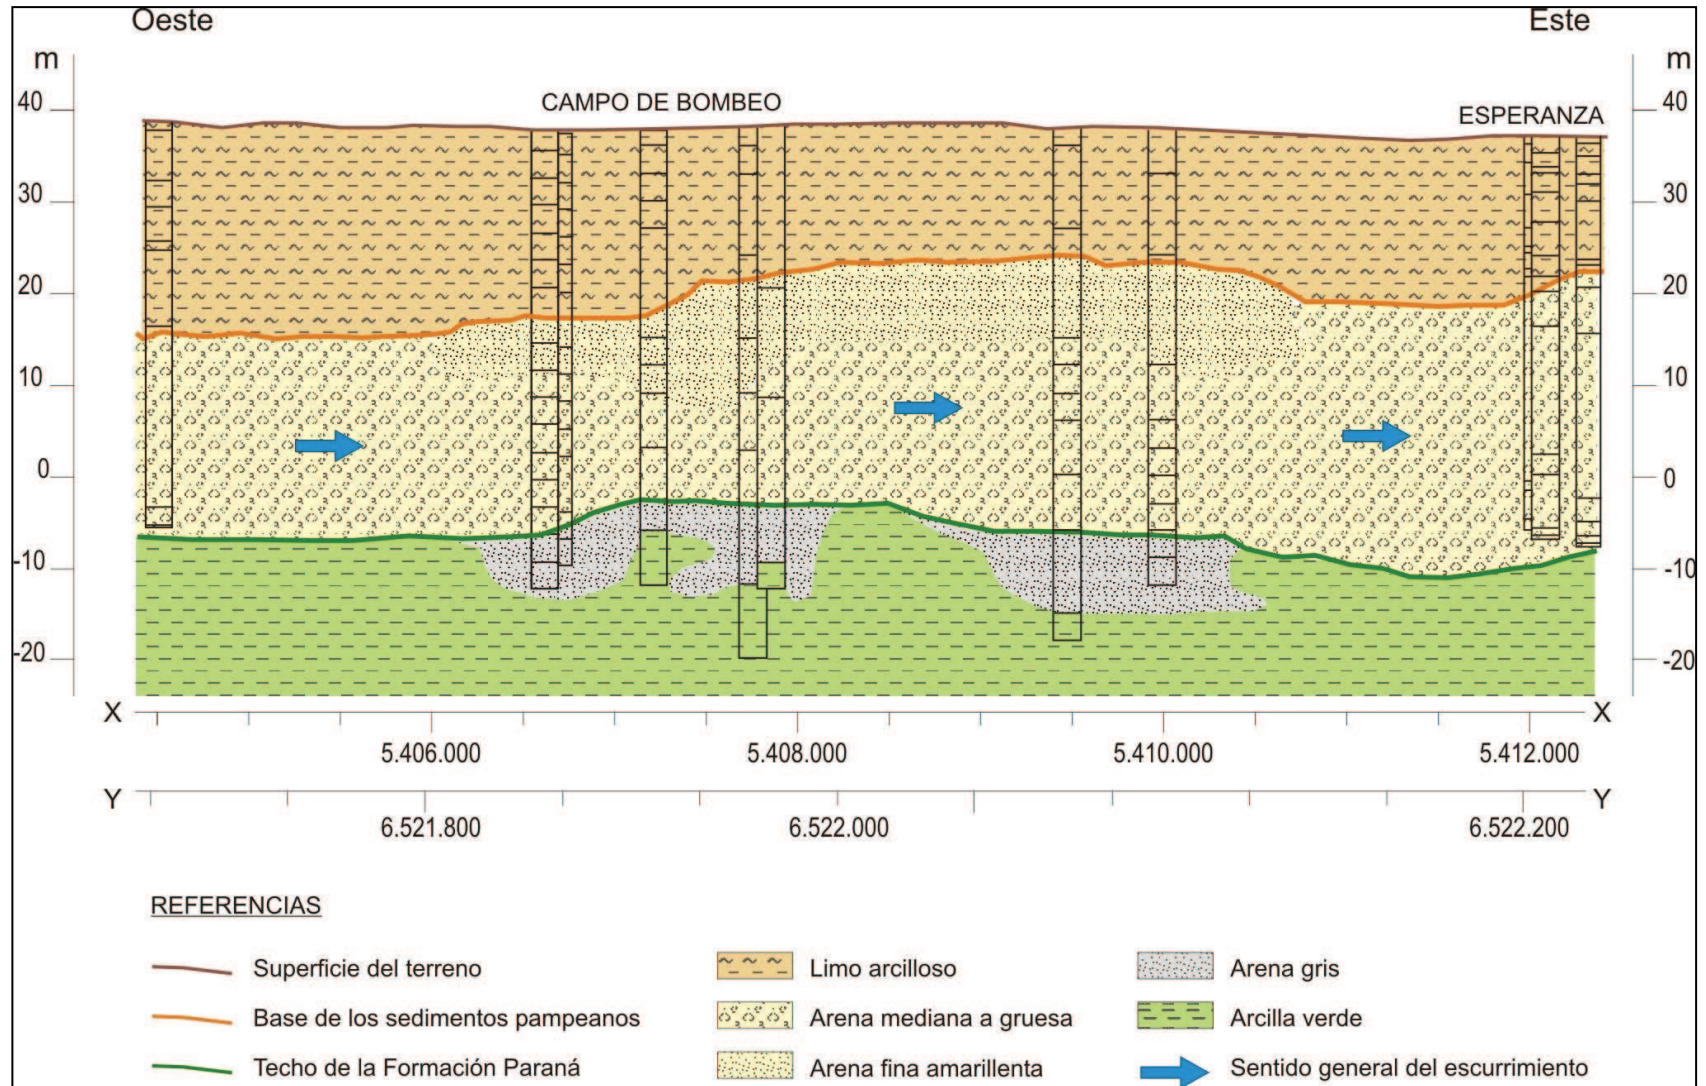 Oeste
Este
m
m
CAMPO DE BOMBEO
ESPERANZA
40
40
30
30
20
20
10
10
0
0
-10
-10
-20
-20
X
X
5.406.000
5.408.000
5.410.000
5.412.000
Y
Y
6.521.800
6.522.000
6.522.200
REFERENCIAS
Superficie del terreno
Limo arcilloso
Arena gris
Base de los sedimentos pampeanos
Arena mediana a gruesa
Arcilla verde
Techo de la Formación Paraná
Arena fina amarillenta
Sentido general del escurrimiento